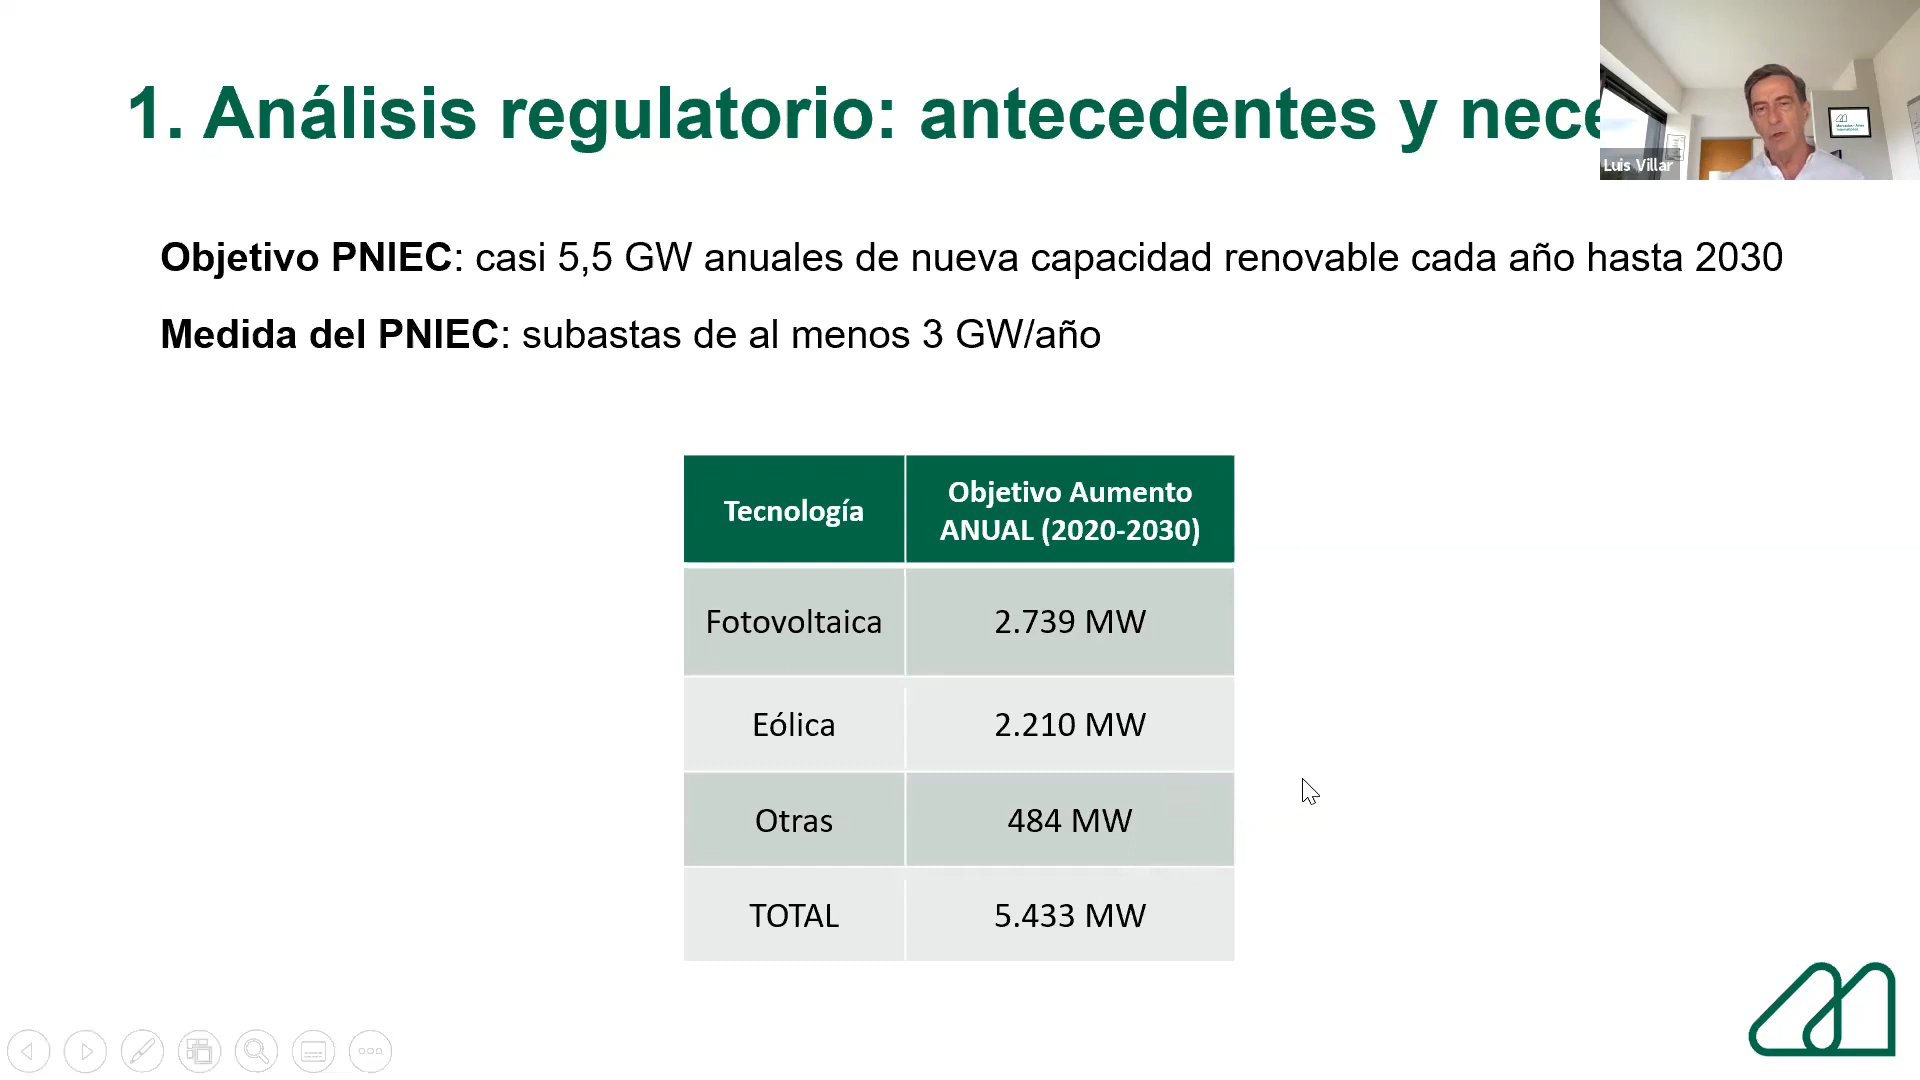 1. Análisis regulatorio: antecedentes y nece
Luis Villar
Objetivo PNIEC: casi 5,5 GW anuales de nueva capacidad renovable cada año hasta 2030
Medida del PNIEC: subastas de al menos 3 GW/año
Tecnología
Objetivo Aumento
ANUAL (2020-2030)
Fotovoltaica
2.739 MW
Eólica
2.210 MW
Otras
484 MW
TOTAL
5.433 MW